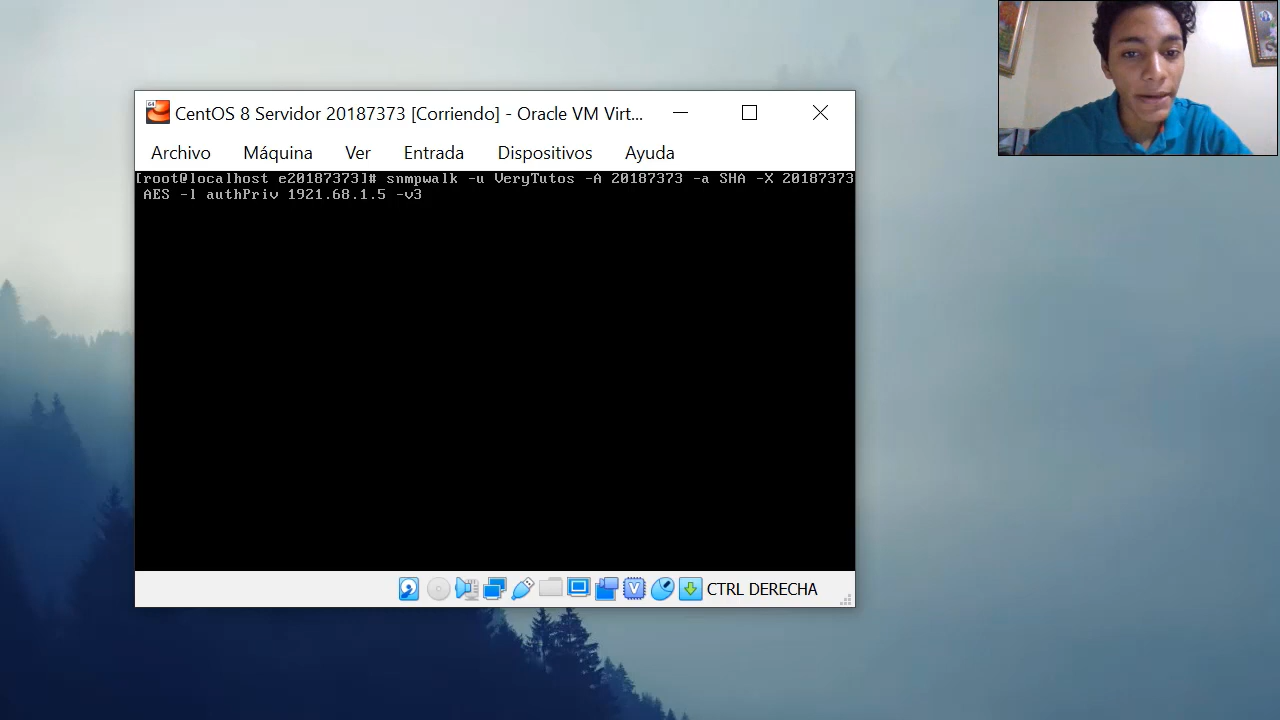 CentOS 8 Servidor 20187373 [Corriendo] - Oracle VM Virt...
Archivo Máquina Ver Entrada Dispositivos Ayuda
[root@localhost e20187373]# snmpwalk -u VeryTutos -A 20187373 -a SHA -X 20187373
AES -l authPriv 1921.68.1.5 -v3
CTRL DERECHA